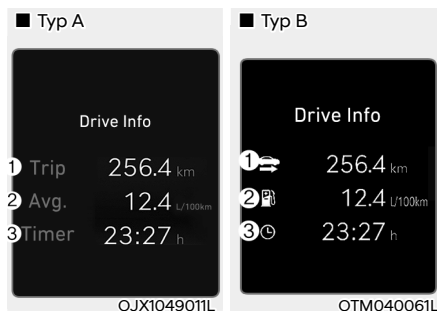 ■ Typ A
Drive Info
1 Trip 256.4 km
2 Avg. 12.4 L/100km
3 Timer 23:27 h
OJX1049011L
■ Typ B
Drive Info
1 256.4 km
2 12.4 L/100km
3 23:27 h
OTM040061L